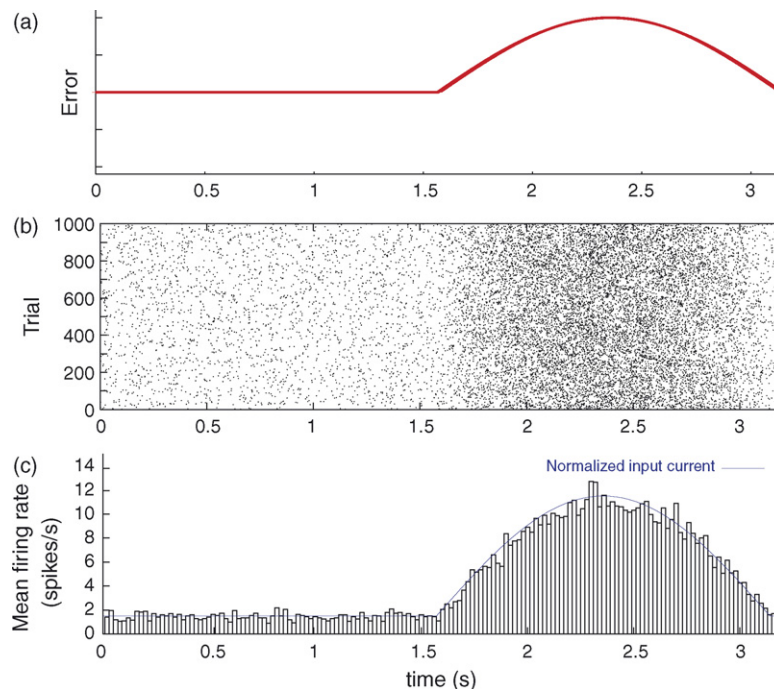 (a)
Error
0 0.5 1 1.5 2 2.5 3
(b)
Trial
1000
800
600
400
200
0
0 0.5 1 1.5 2 2.5 3
(c)
Normalized input current
Mean firing rate
(spikes/s)
14
12
10
8
6
4
2
0
0 0.5 1 1.5 2 2.5 3
time (s)